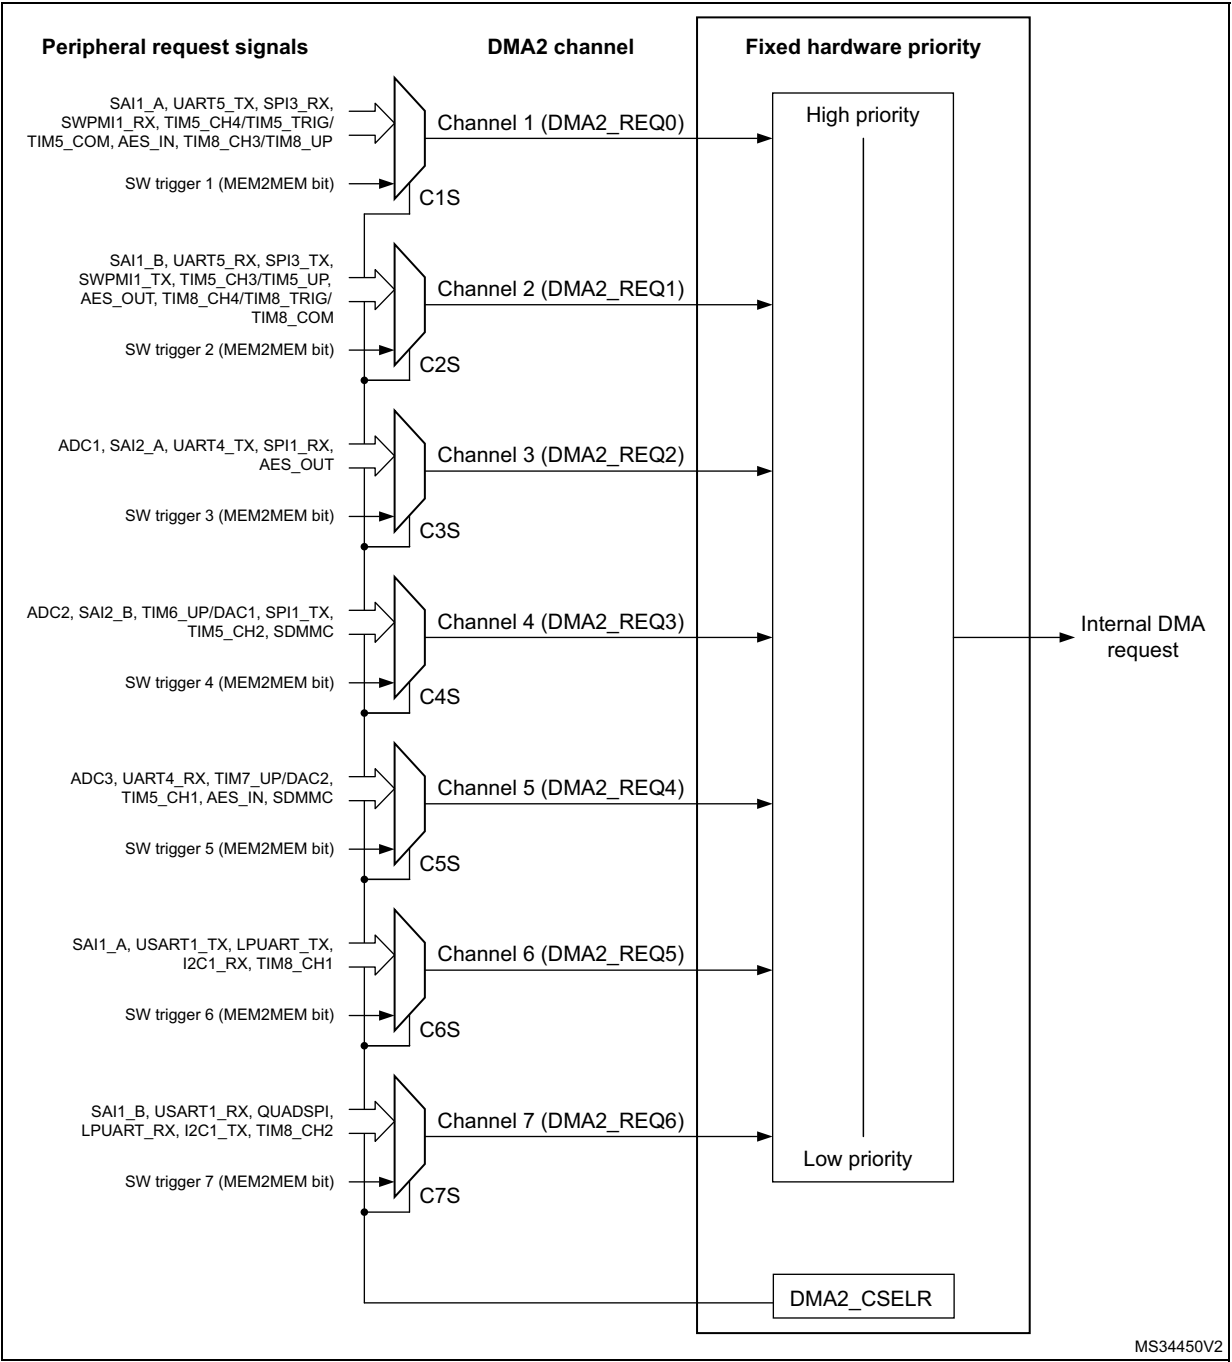 Peripheral request signals
DMA2 channel
Fixed hardware priority
SAI1_A, UART5_TX, SPI3_RX,
SWPMI1_RX, TIM5_CH4/TIM5_TRIG/
TIM5_COM, AES_IN, TIM8_CH3/TIM8_UP
SW trigger 1 (MEM2MEM bit)
C1S
Channel 1 (DMA2_REQ0)
High priority
SAI1_B, UART5_RX, SPI3_TX,
SWPMI1_TX, TIM5_CH3/TIM5_UP,
AES_OUT, TIM8_CH4/TIM8_TRIG/
TIM8_COM
SW trigger 2 (MEM2MEM bit)
C2S
Channel 2 (DMA2_REQ1)
ADC1, SAI2_A, UART4_TX, SPI1_RX,
AES_OUT
SW trigger 3 (MEM2MEM bit)
C3S
Channel 3 (DMA2_REQ2)
ADC2, SAI2_B, TIM6_UP/DAC1, SPI1_TX,
TIM5_CH2, SDMMC
SW trigger 4 (MEM2MEM bit)
C4S
Channel 4 (DMA2_REQ3)
Internal DMA
request
ADC3, UART4_RX, TIM7_UP/DAC2,
TIM5_CH1, AES_IN, SDMMC
SW trigger 5 (MEM2MEM bit)
C5S
Channel 5 (DMA2_REQ4)
SAI1_A, USART1_TX, LPUART_TX,
I2C1_RX, TIM8_CH1
SW trigger 6 (MEM2MEM bit)
C6S
Channel 6 (DMA2_REQ5)
SAI1_B, USART1_RX, QUADSPI,
LPUART_RX, I2C1_TX, TIM8_CH2
SW trigger 7 (MEM2MEM bit)
C7S
Channel 7 (DMA2_REQ6)
Low priority
DMA2_CSELR
MS34450V2